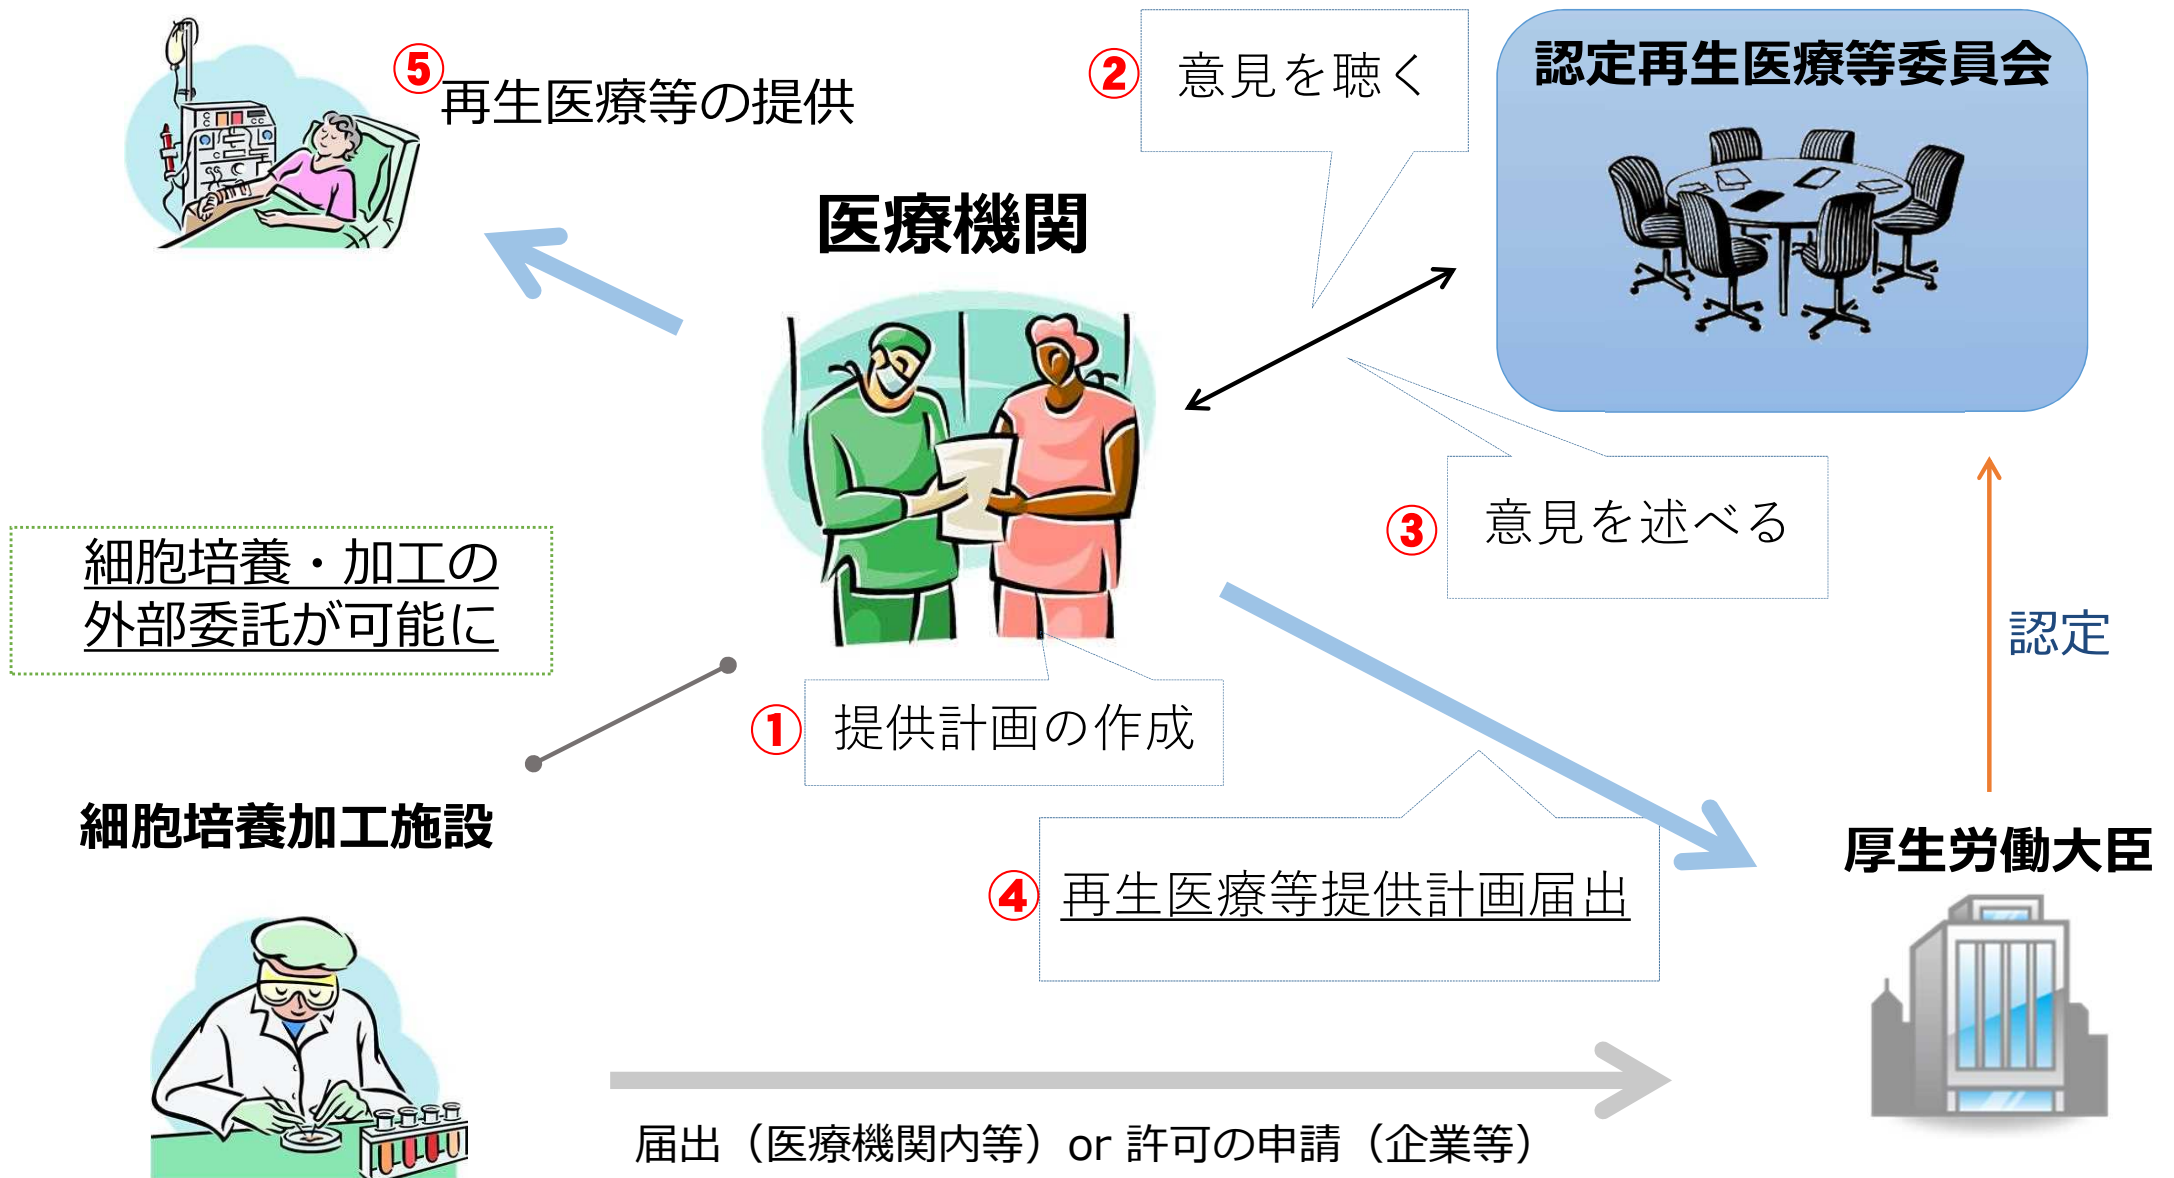 ⑤
再生医療等の提供
② 意見を聴く
認定再生医療等委員会
医療機関
③ 意見を述べる
細胞培養・加工の
外部委託が可能に
認定
① 提供計画の作成
細胞培養加工施設
厚生労働大臣
④ 再生医療等提供計画届出
届出（医療機関内等）or 許可の申請（企業等）